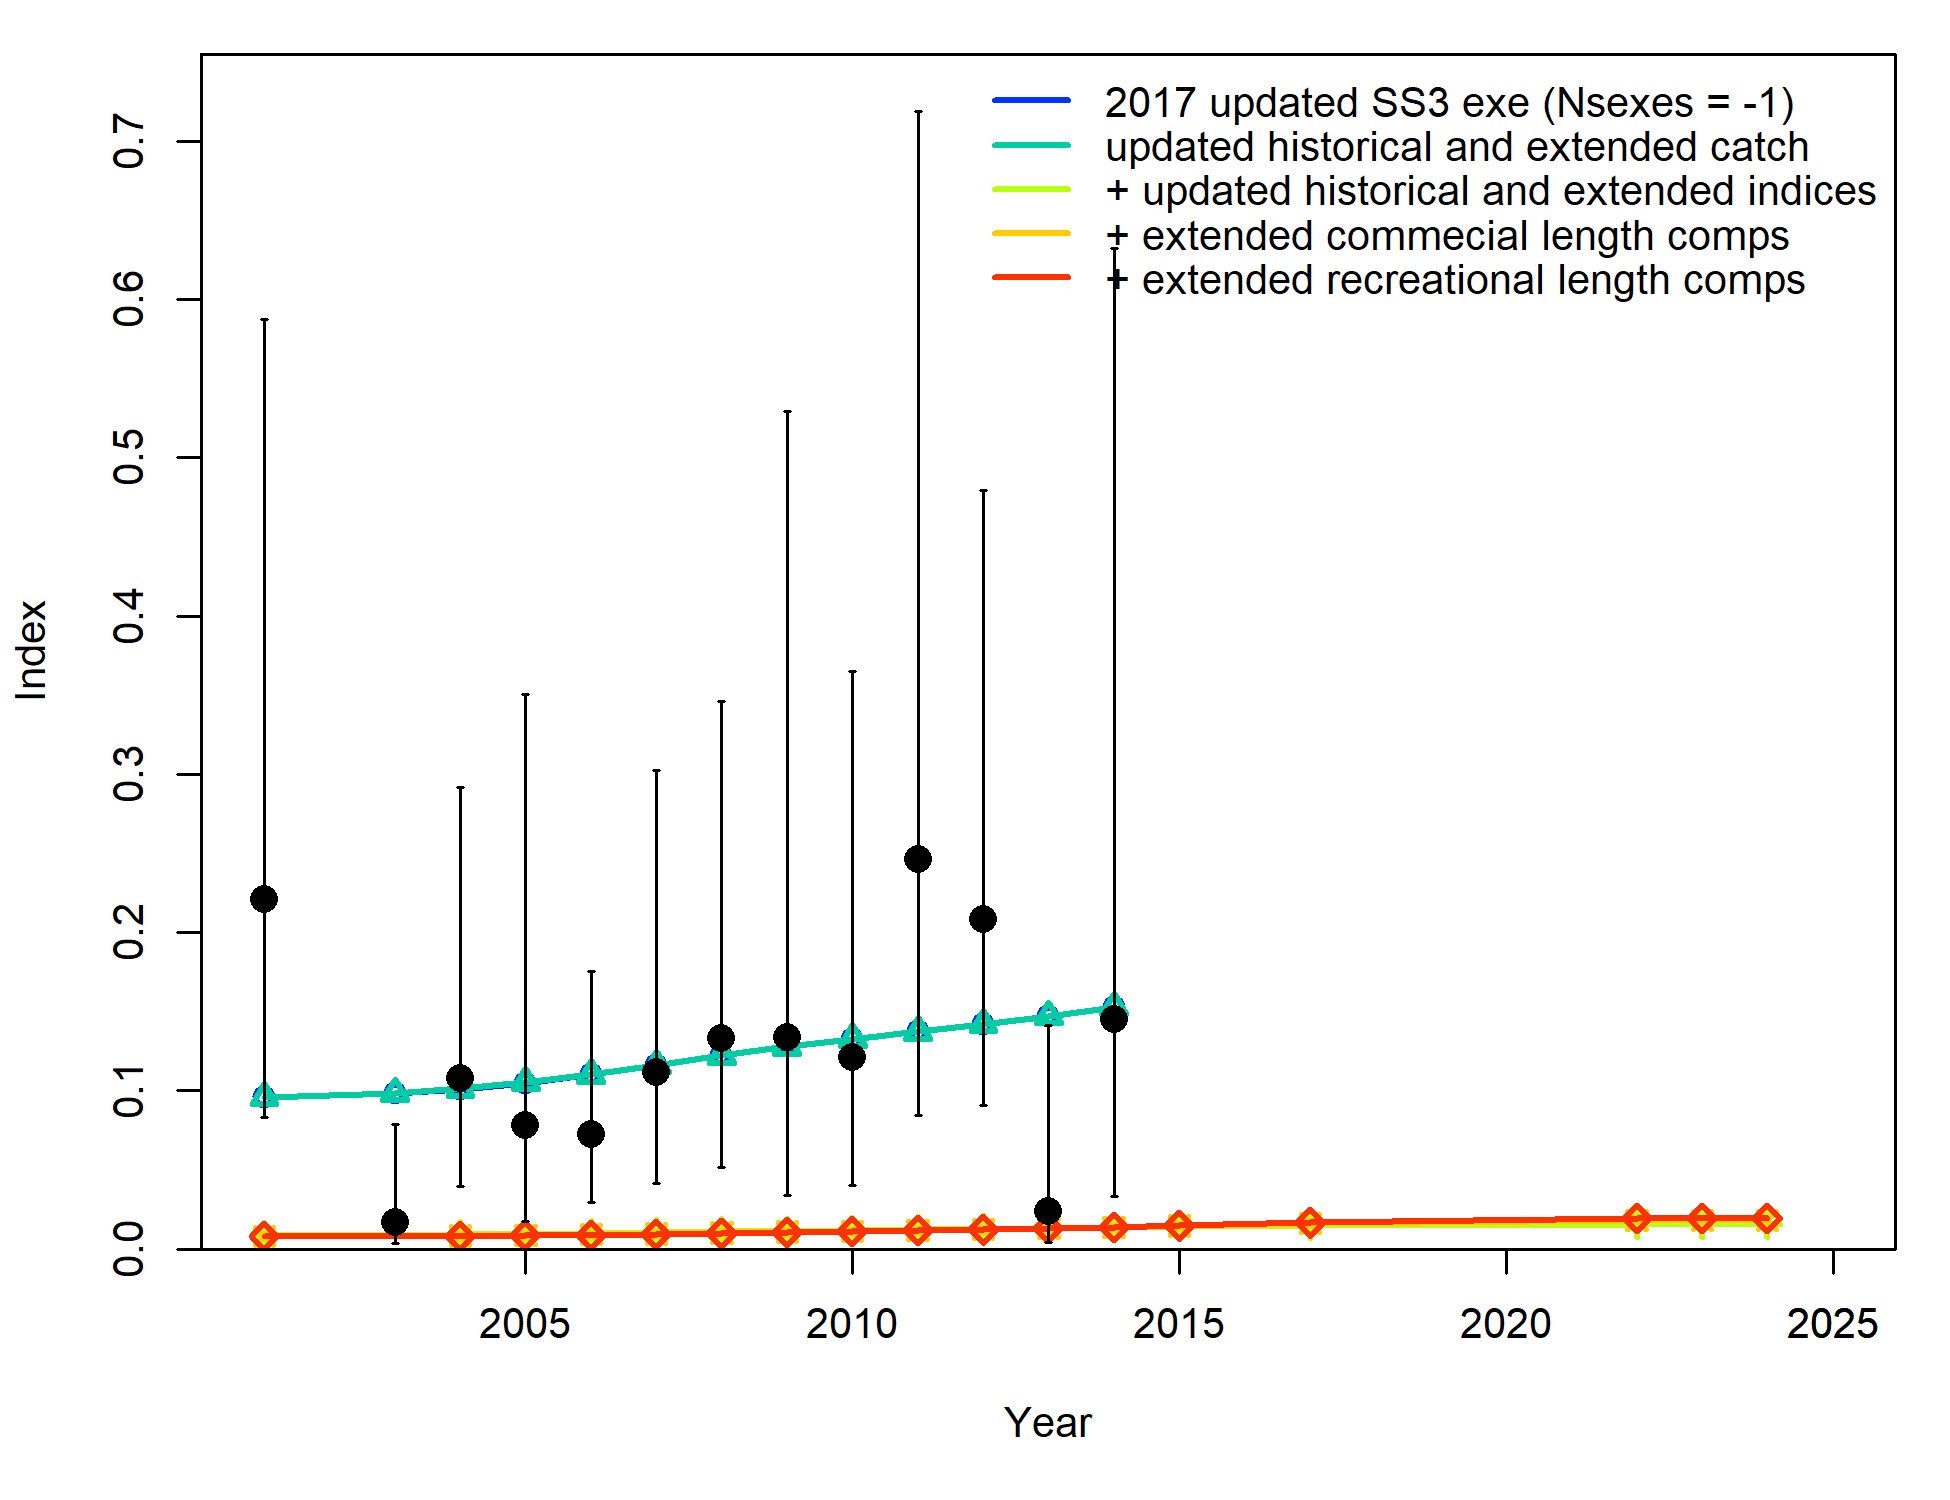 2017 updated SS3 exe (Nsexes = -1)
updated historical and extended catch
+ updated historical and extended indices
+ extended commecial length comps
+ extended recreational length comps
0.7
0.6
0.5
0.4
0.3
0.2
0.1
0.0
Index
2005
2010
2015
2020
2025
Year